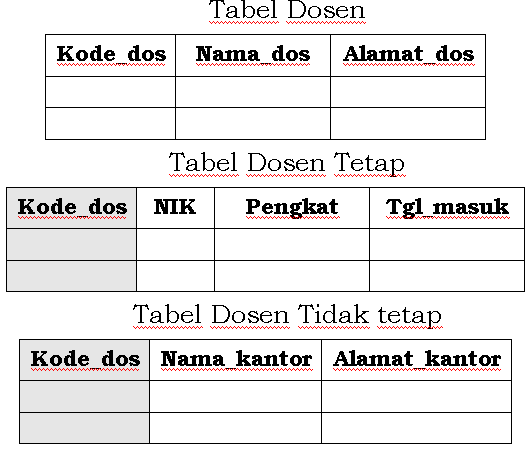 Tabel Dosen
Kode_dos Nama_dos Alamat_dos
Tabel Dosen Tetap
Kode_dos NIK Pengkat Tgl_masuk
Tabel Dosen Tidak tetap
Kode_dos Nama_kantor Alamat_kantor